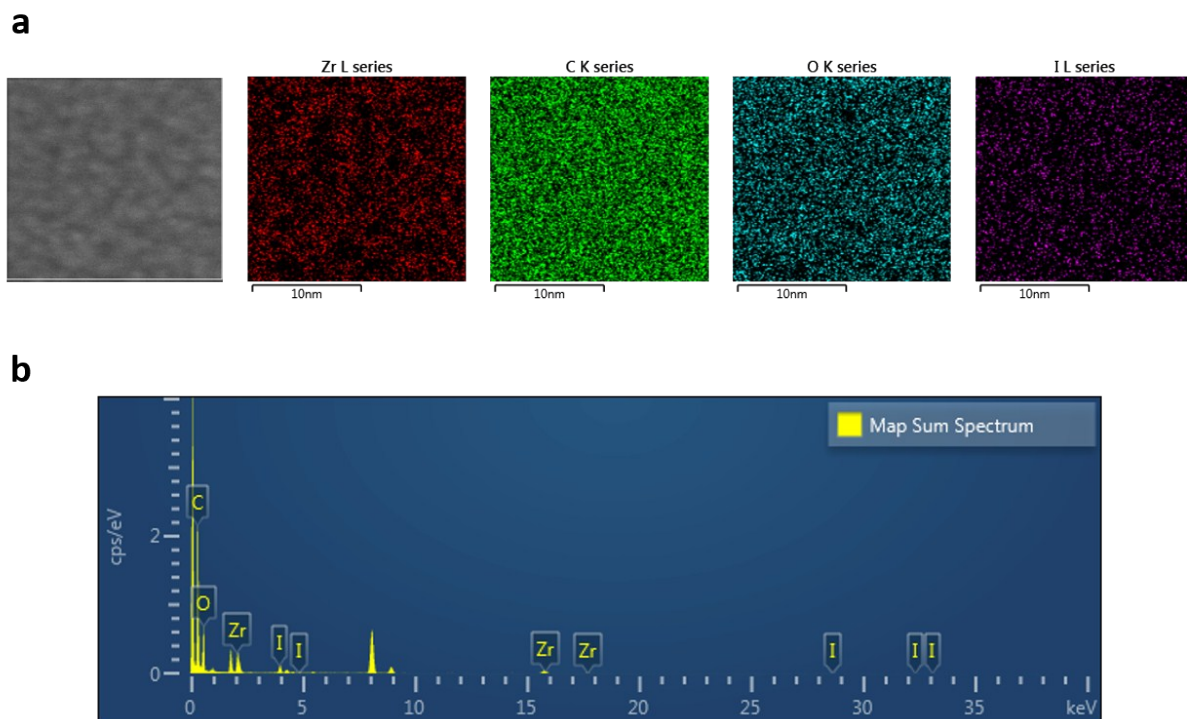 a
Zr L series
C K series
O K series
I L series
10nm
10nm
10nm
10nm
b
Map Sum Spectrum
cps/eV
2
0
C
O
Zr
I
I
Zr
Zr
I
I
I
0
5
10
15
20
25
30
35
keV